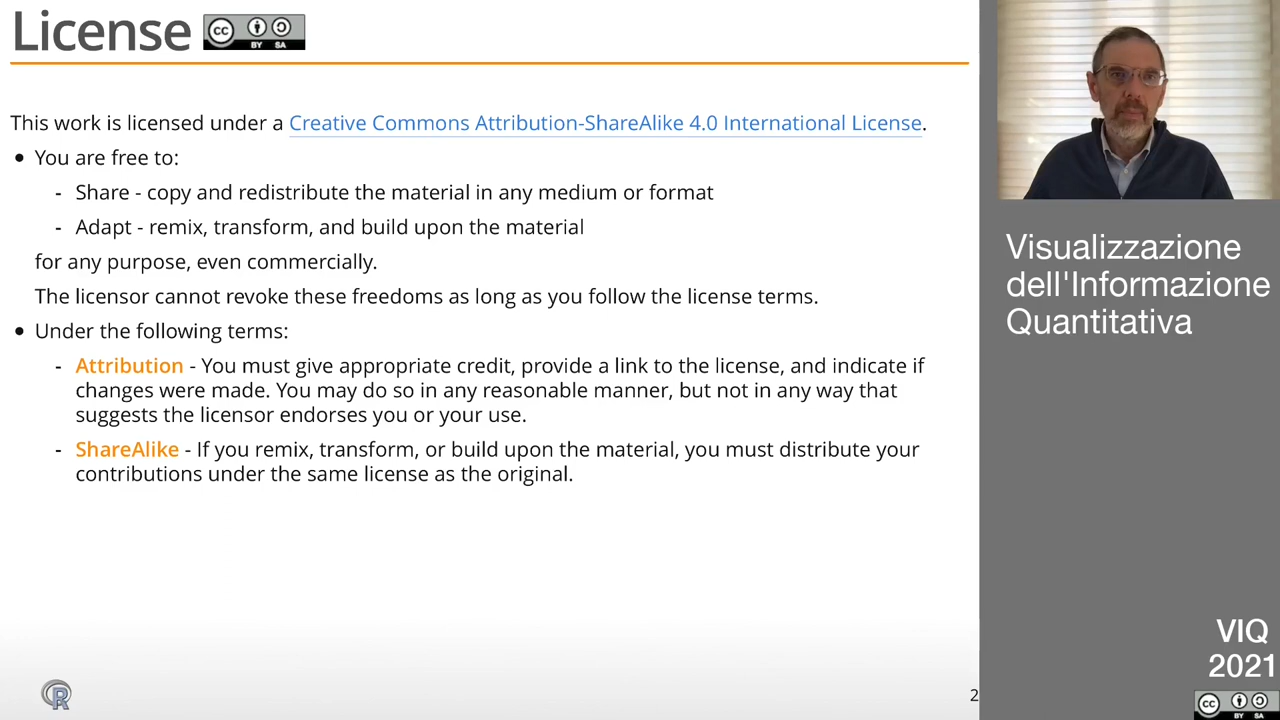 License
cc BY SA
This work is licensed under a Creative Commons Attribution-ShareAlike 4.0 International License.
• You are free to:
- Share - copy and redistribute the material in any medium or format
- Adapt - remix, transform, and build upon the material
for any purpose, even commercially.
The licensor cannot revoke these freedoms as long as you follow the license terms.
• Under the following terms:
- Attribution - You must give appropriate credit, provide a link to the license, and indicate if
changes were made. You may do so in any reasonable manner, but not in any way that
suggests the licensor endorses you or your use.
- ShareAlike - If you remix, transform, or build upon the material, you must distribute your
contributions under the same license as the original.
R
2
Visualizzazione
dell'Informazione
Quantitativa
VIQ
2021
cc BY SA